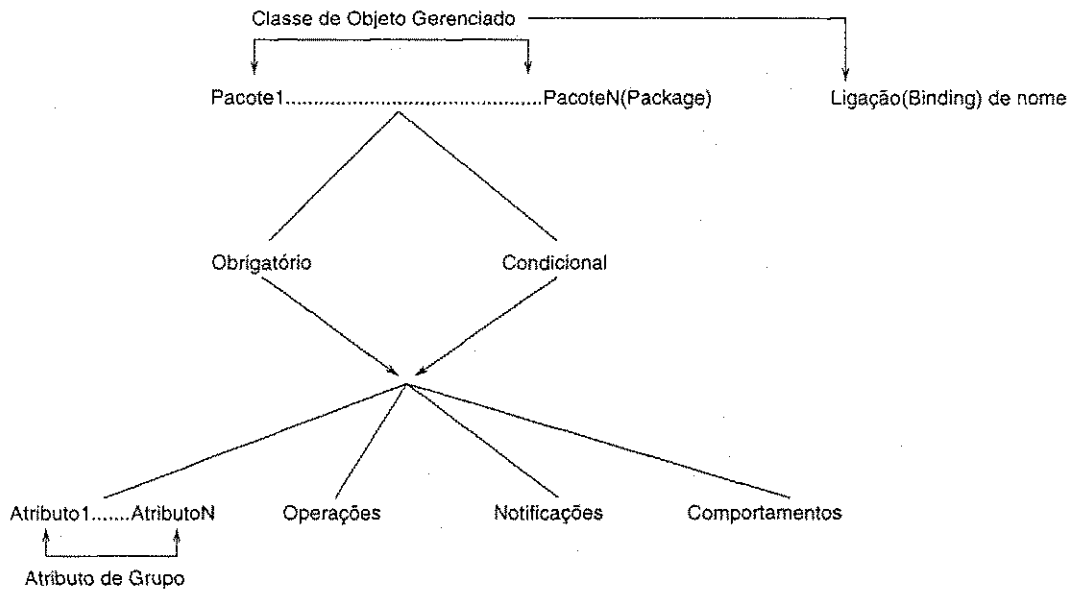 Classe de Objeto Gerenciado
Pacote1..........................................PacoteN(Package)
Ligação(Binding) de nome
Obrigatório
Condicional
Atributo1.......AtributoN
Operações
Notificações
Comportamentos
Atributo de Grupo